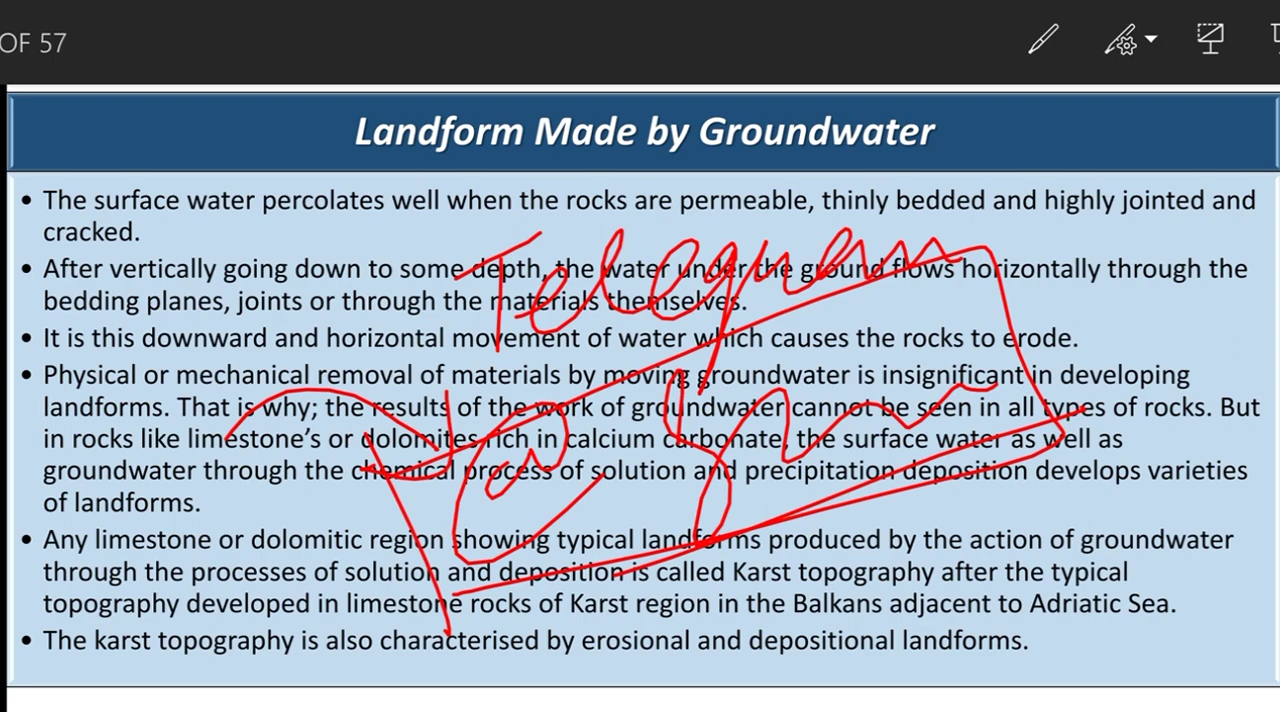 OF 57
Landform Made by Groundwater
• The surface water percolates well when the rocks are permeable, thinly bedded and highly jointed and
cracked.
• After vertically going down to some depth, the water under the ground flows horizontally through the
bedding planes, joints or through the materials themselves.
• It is this downward and horizontal movement of water which causes the rocks to erode.
• Physical or mechanical removal of materials by moving groundwater is insignificant in developing
landforms. That is why; the results of the work of groundwater cannot be seen in all types of rocks. But
in rocks like limestone's or dolomites rich in calcium carbonate, the surface water as well as
groundwater through the chemical process of solution and precipitation deposition develops varieties
of landforms.
• Any limestone or dolomitic region showing typical landforms produced by the action of groundwater
through the processes of solution and deposition is called Karst topography after the typical
topography developed in limestone rocks of Karst region in the Balkans adjacent to Adriatic Sea.
• The karst topography is also characterised by erosional and depositional landforms.
Telegram